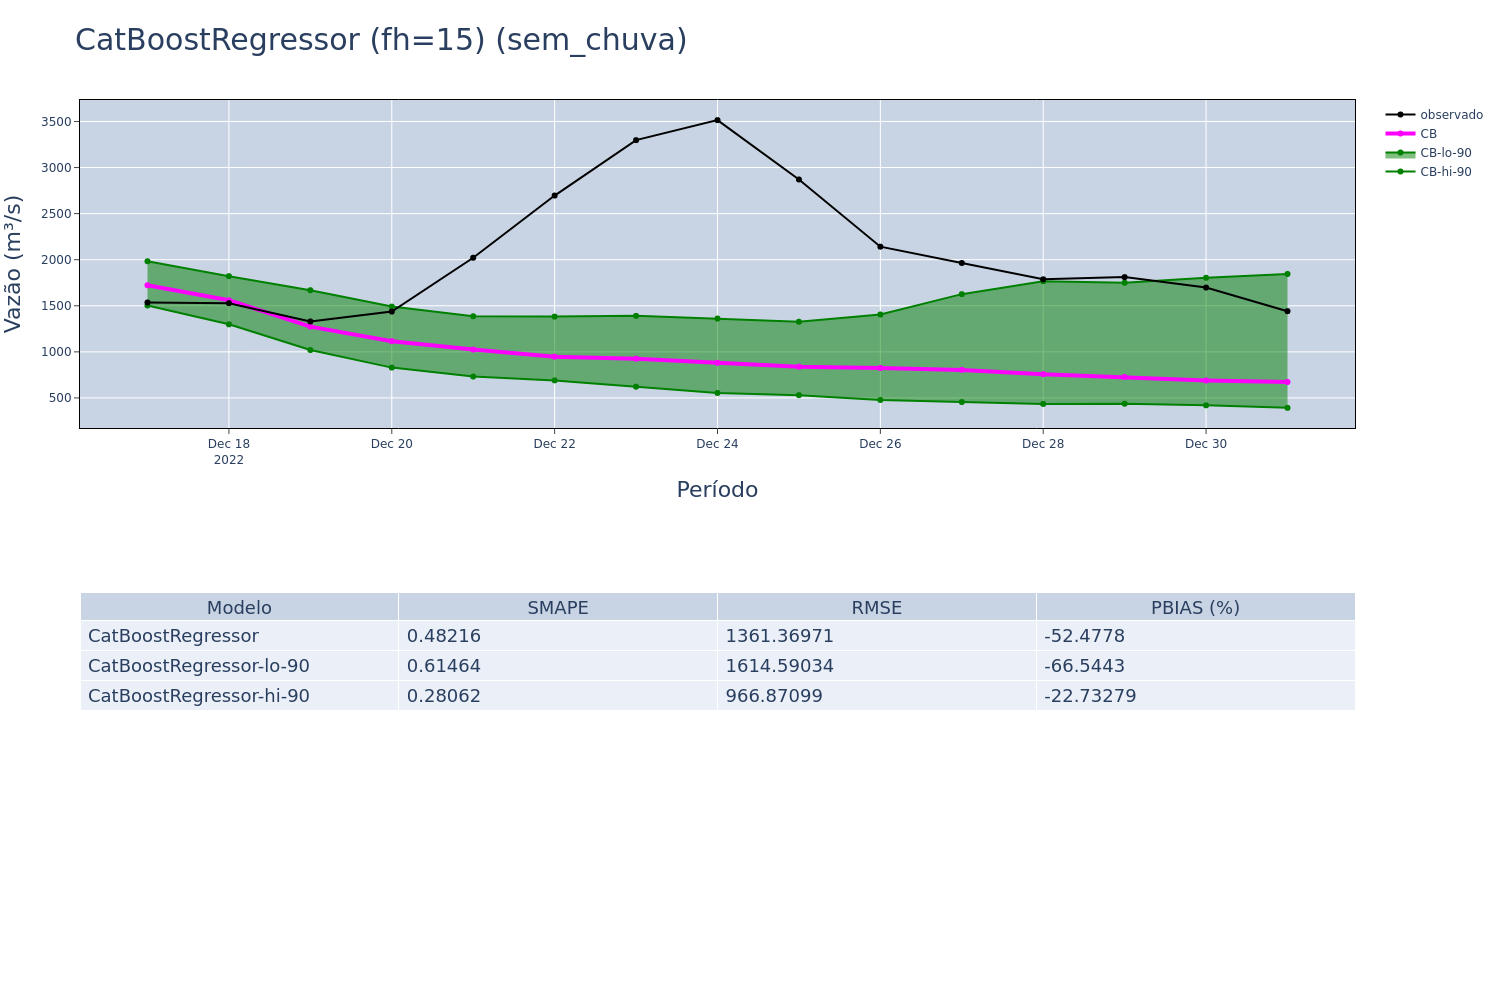 CatBoostRegressor (fh=15) (sem_chuva)
Vazão (m³/s)
3500
3000
2500
2000
1500
1000
500
Dec 18
2022
Dec 20
Dec 22
Dec 24
Dec 26
Dec 28
Dec 30
Período
observado
CB
CB-lo-90
CB-hi-90
Modelo SMAPE RMSE PBIAS (%)
CatBoostRegressor 0.48216 1361.36971 -52.4778
CatBoostRegressor-lo-90 0.61464 1614.59034 -66.5443
CatBoostRegressor-hi-90 0.28062 966.87099 -22.73279